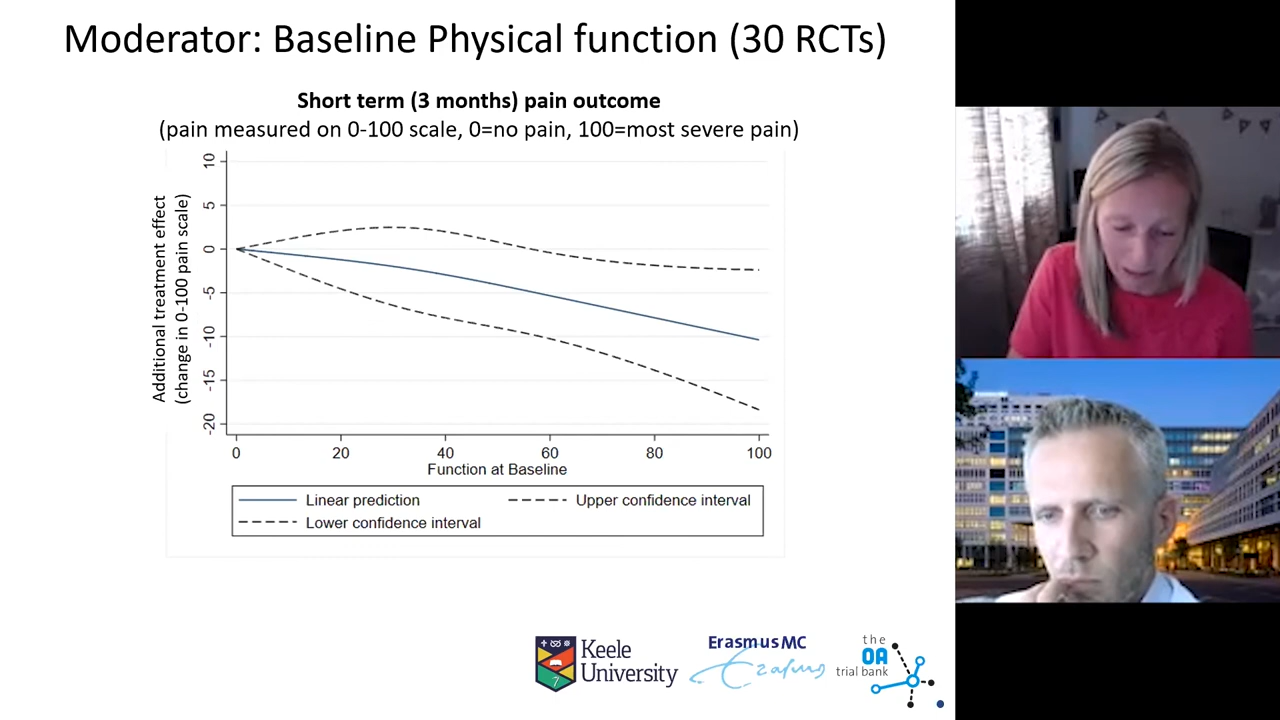 Moderator: Baseline Physical function (30 RCTs)
Short term (3 months) pain outcome
(pain measured on 0-100 scale, 0=no pain, 100=most severe pain)
Additional treatment effect
(change in 0-100 pain scale)
10
5
0
-5
-10
-15
-20
0 20 40 60 80 100
Function at Baseline
Linear prediction Upper confidence interval
Lower confidence interval
Keele
University
Erasmus MC
Erasmus
the
OA
trial bank